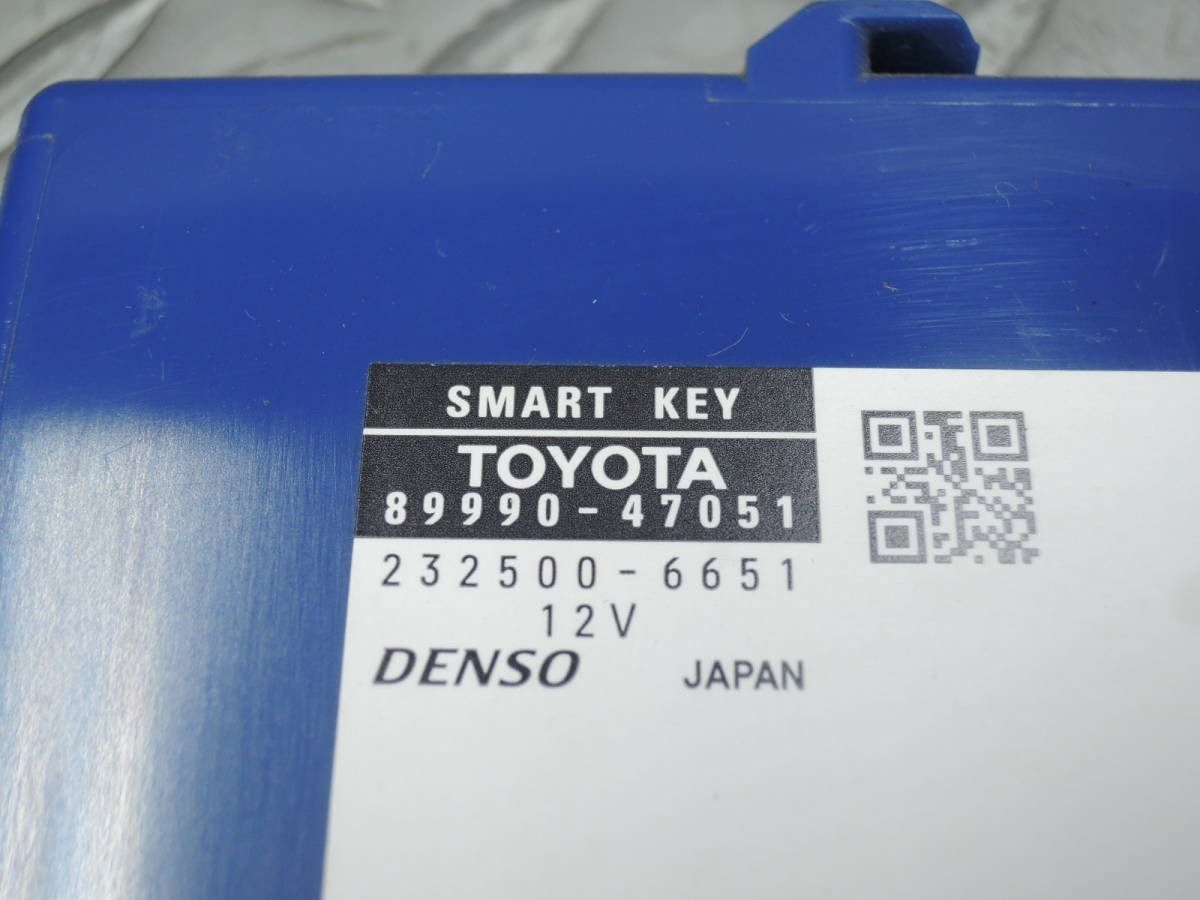 SMART KEY
TOYOTA
89990-47051
232500-6651
12V
DENSO JAPAN